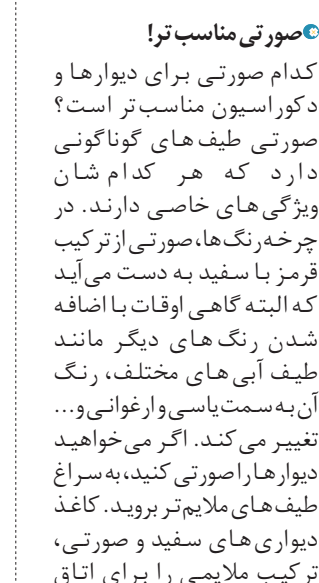 صورتی مناسب‌تر!
کدام صورتی برای دیوارها و
دکوراسیون مناسب‌تر است؟
صورتی طیف‌های گوناگونی
دارد که هر کدام‌شان
ویژگی‌های خاصی دارند. در
چرخه رنگ‌ها، صورتی از ترکیب
قرمز با سفید به دست می‌آید
که البته گاهی اوقات با اضافه
شدن رنگ‌های دیگر مانند
طیف آبی‌های مختلف، رنگ
آن به سمت یاسی و ارغوانی و...
تغییر می‌کند. اگر می‌خواهید
دیوارها را صورتی کنید، به سراغ
طیف‌های ملایم‌تر بروید. کاغذ
دیواری‌های سفید و صورتی،
ترکیب ملایمی را برای اتاق